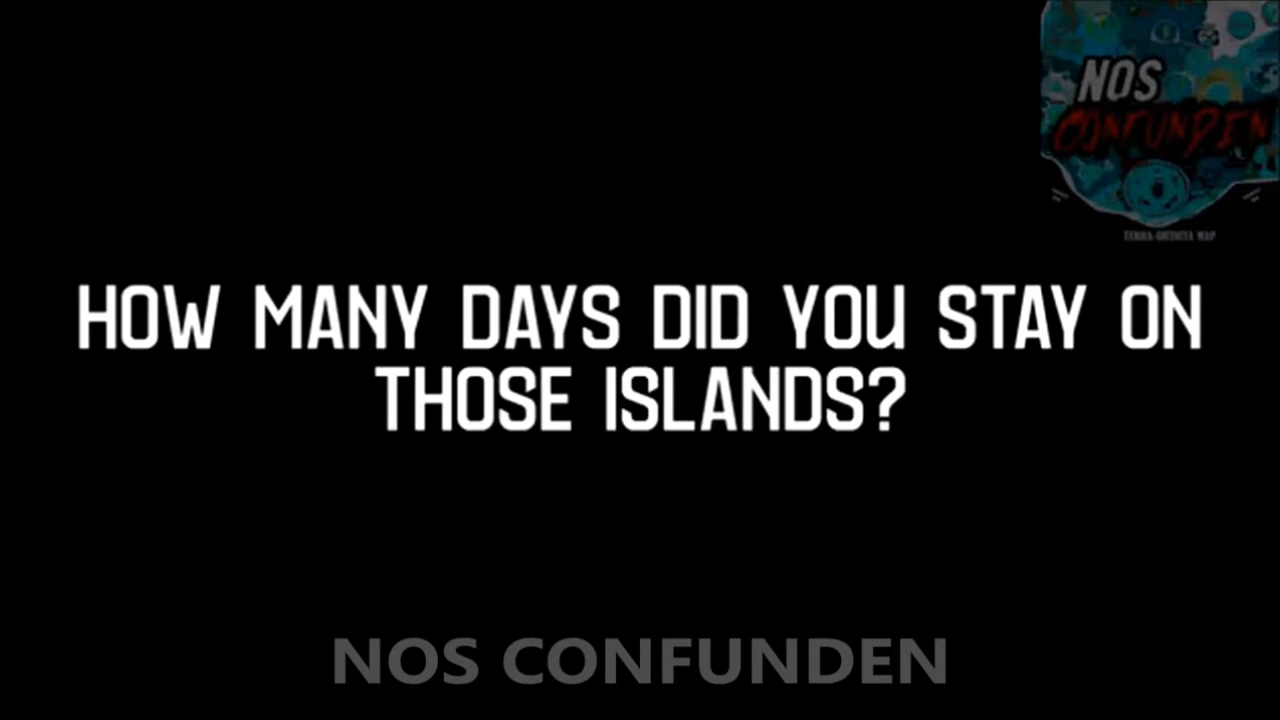 NOS
CONFUNDEN
HOW MANY DAYS DID YOU STAY ON
THOSE ISLANDS?
NOS CONFUNDEN